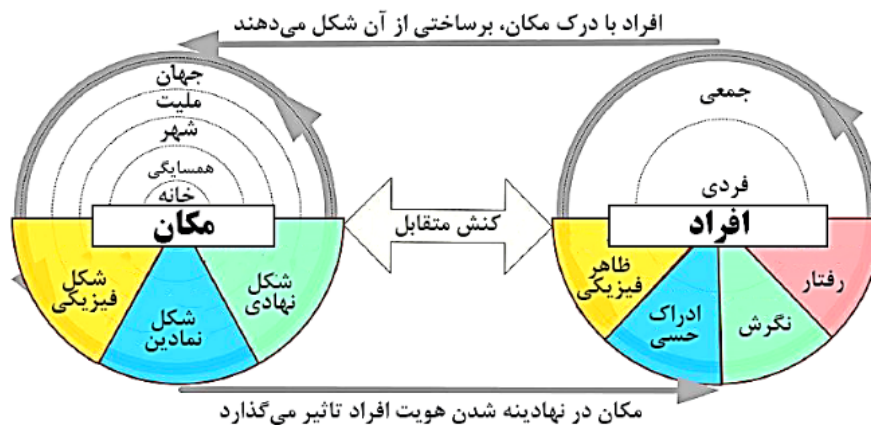 افراد با درک مکان، برساختی از آن شکل می‌دهند
جمعی
فردی
افراد
ظاهر
فیزیکی
ادراک
حسی
نگرش
رفتار
کنش متقابل
جهان
ملیت
شهر
همسایگی
خانه
مکان
شکل
فیزیکی
شکل
نمادین
شکل
نهادی
مکان در نهادینه شدن هویت افراد تاثیر می‌گذارد